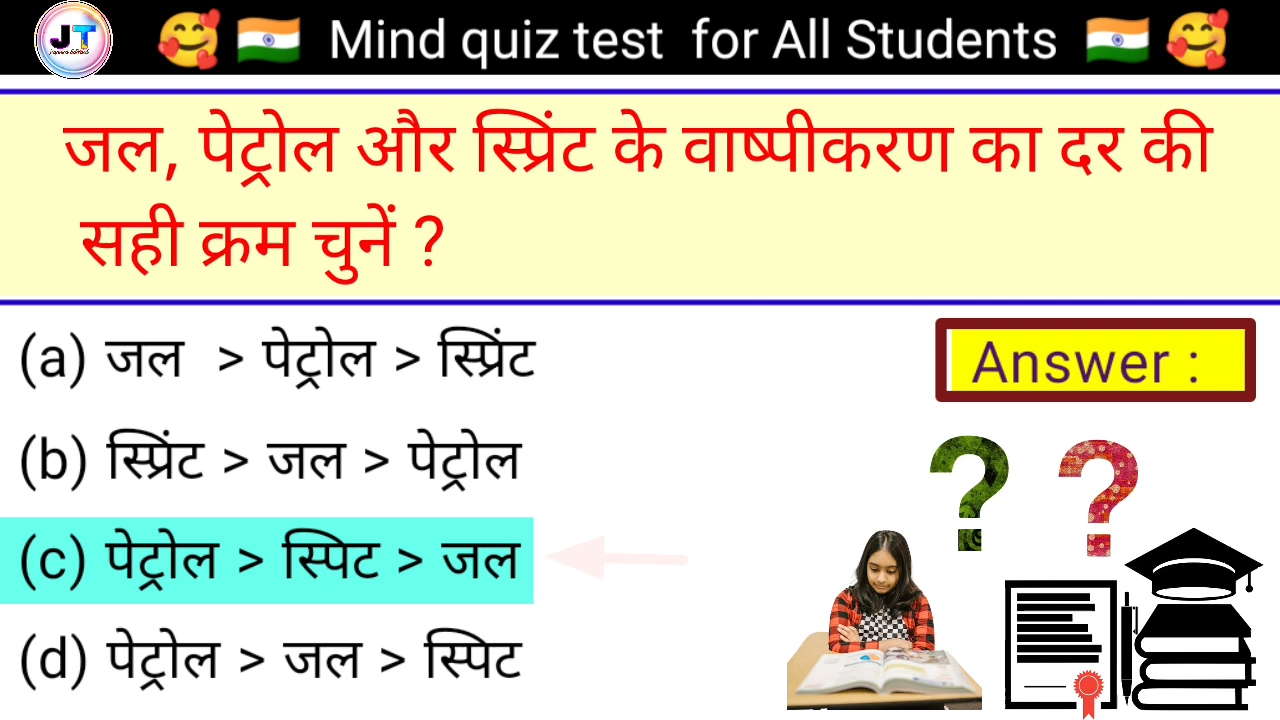 JT
Mind quiz test for All Students
जल, पेट्रोल और स्प्रिंट के वाष्पीकरण का दर की
सही क्रम चुनें ?
(a) जल > पेट्रोल > स्प्रिंट
(b) स्प्रिंट > जल > पेट्रोल
(c) पेट्रोल > स्पिट > जल
(d) पेट्रोल > जल > स्पिट
Answer :
? ?